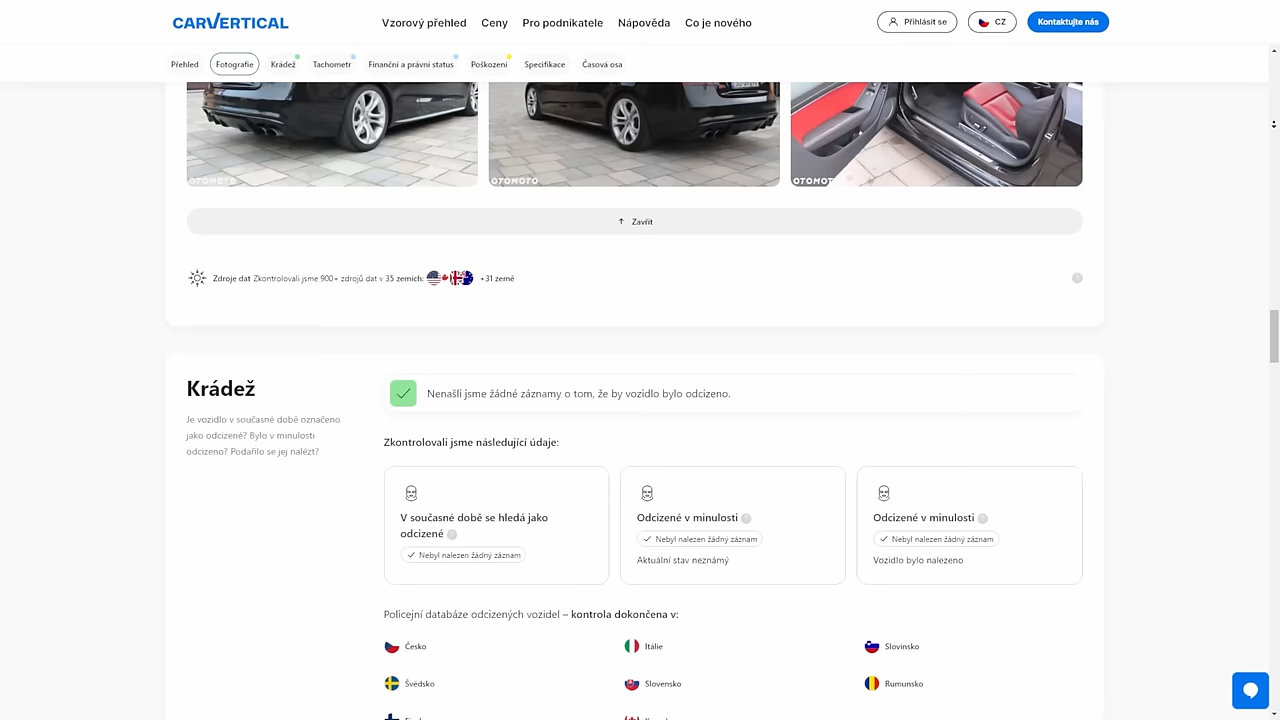 CARVERTICAL
Vzorový přehled Ceny Pro podnikatele Nápověda Co je nového
Přihlásit se
CZ
Kontaktujte nás
Přehled Fotografie Krádež Tachometr Finanční a právní status Poškození Specifikace Časová osa
OTOMOTO OTOMOTO OTOMOT
↑ Zavřít
Zdroje dat Zkontrolovali jsme 900+ zdrojů dat v 35 zemích: +31 země
Krádež
Je vozidlo v současné době označeno
jako odcizené? Bylo v minulosti
odcizeno? Podařilo se jej nalézt?
Nenašli jsme žádné záznamy o tom, že by vozidlo bylo odcizeno.
Zkontrolovali jsme následující údaje:
V současné době se hledá jako
odcizené ?
Nebyl nalezen žádný záznam
Odcizené v minulosti ?
Nebyl nalezen žádný záznam
Aktuální stav neznámý
Odcizené v minulosti ?
Nebyl nalezen žádný záznam
Vozidlo bylo nalezeno
Policejní databáze odcizených vozidel – kontrola dokončena v:
Česko Itálie Slovinsko
Švédsko Slovensko Rumunsko